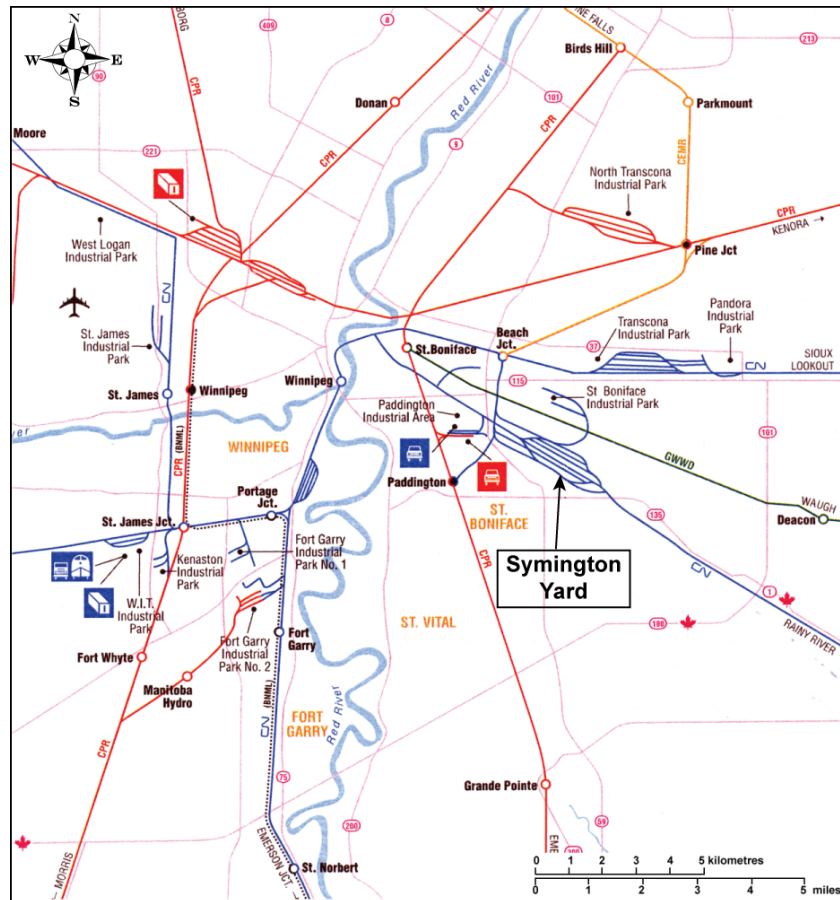 N
W
E
S
BORG
409
8
NE FALLS
213
Birds Hill
90
CPR
Donan
Red River
101
CPR
Parkmount
Moore
9
221
CPR
North Transcona
Industrial Park
CEMR
CPR
KENORA →
Pine Jct
West Logan
Industrial Park
CN
St. James
Industrial
Park
Beach
Jct.
Transcona
Industrial Park
Pandora
Industrial
Park
St.Boniface
37
CN
SIOUX
LOOKOUT
St. James
Winnipeg
Winnipeg
115
Paddington
Industrial Area
St Boniface
Industrial Park
101
ver
WINNIPEG
CPR (BNML)
GWWD
Paddington
ST.
BONIFACE
WAUGH
Deacon
Portage
Jct.
St. James Jct.
135
Symington
Yard
Kenaston
Industrial
Park
Fort Garry
Industrial
Park No. 1
CPR
CN
W.I.T.
Industrial
Park
1
RAINY RIVER
ST. VITAL
100
Fort Whyte
Fort Garry
Industrial
Park No. 2
Fort
Garry
Manitoba
Hydro
(BNML)
CN
FORT
GARRY
Red River
CPR
75
Grande Pointe
200
59
EMERSON JCT.
EME
300
St. Norbert
← MORRIS
0 1 2 3 4 5 kilometres
0 1 2 3 4 5 miles